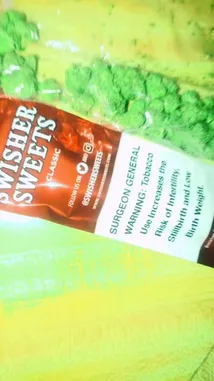 SWISHER
SWEETS
CLASSIC
FOLLOW US ON
@SWISHERSWEETS
SURGEON GENERAL
WARNING: Tobacco
Use Increases the
Risk of Infertility,
Stillbirth and Low
Birth Weight.